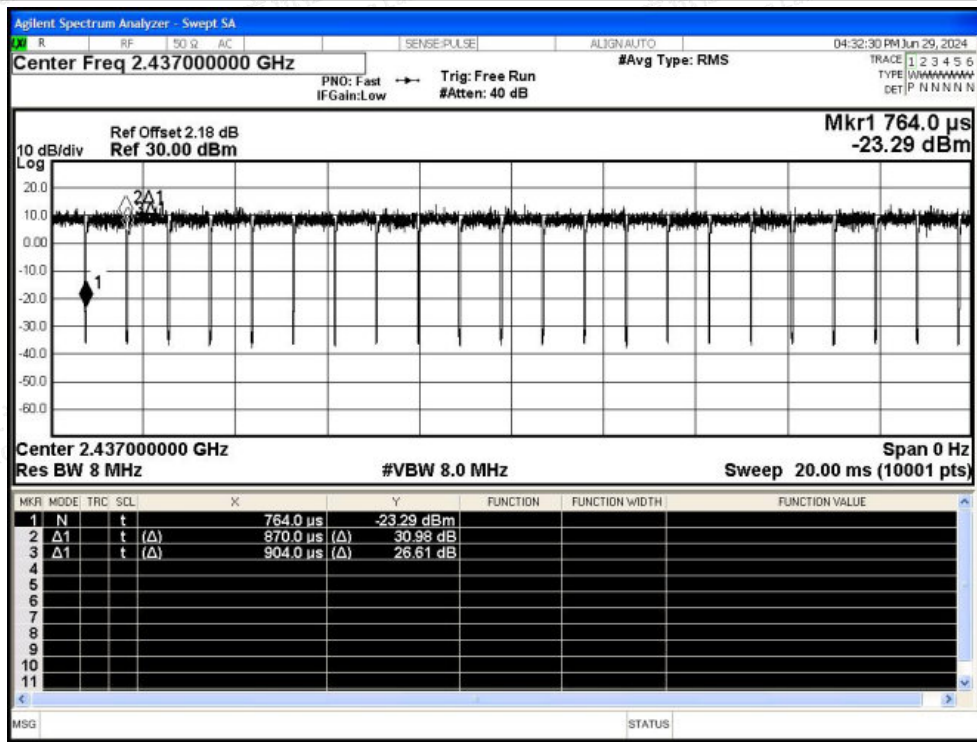 Agilent Spectrum Analyzer - Swept SA
LXI R RF 50 Ω AC SENSE:PULSE ALIGNAUTO 04:32:30 PM Jun 29, 2024
Center Freq 2.437000000 GHz #Avg Type: RMS TRACE 1 2 3 4 5 6
PNO: Fast Trig: Free Run TYPE WWWWWW
IFGain:Low #Atten: 40 dB DET P N N N N N
Mkr1 764.0 µs
Ref Offset 2.18 dB
10 dB/div Ref 30.00 dBm -23.29 dBm
Log
20.0
2Δ1
3Δ1
10.0
0.00
-10.0
1
-20.0
-30.0
-40.0
-50.0
-60.0
Center 2.437000000 GHz Span 0 Hz
Res BW 8 MHz #VBW 8.0 MHz Sweep 20.00 ms (10001 pts)
MKR MODE TRC SCL X Y FUNCTION FUNCTION WIDTH FUNCTION VALUE
1 N t 764.0 µs -23.29 dBm
2 Δ1 t (Δ) 870.0 µs (Δ) 30.98 dB
3 Δ1 t (Δ) 904.0 µs (Δ) 26.61 dB
4
5
6
7
8
9
10
11
MSG STATUS